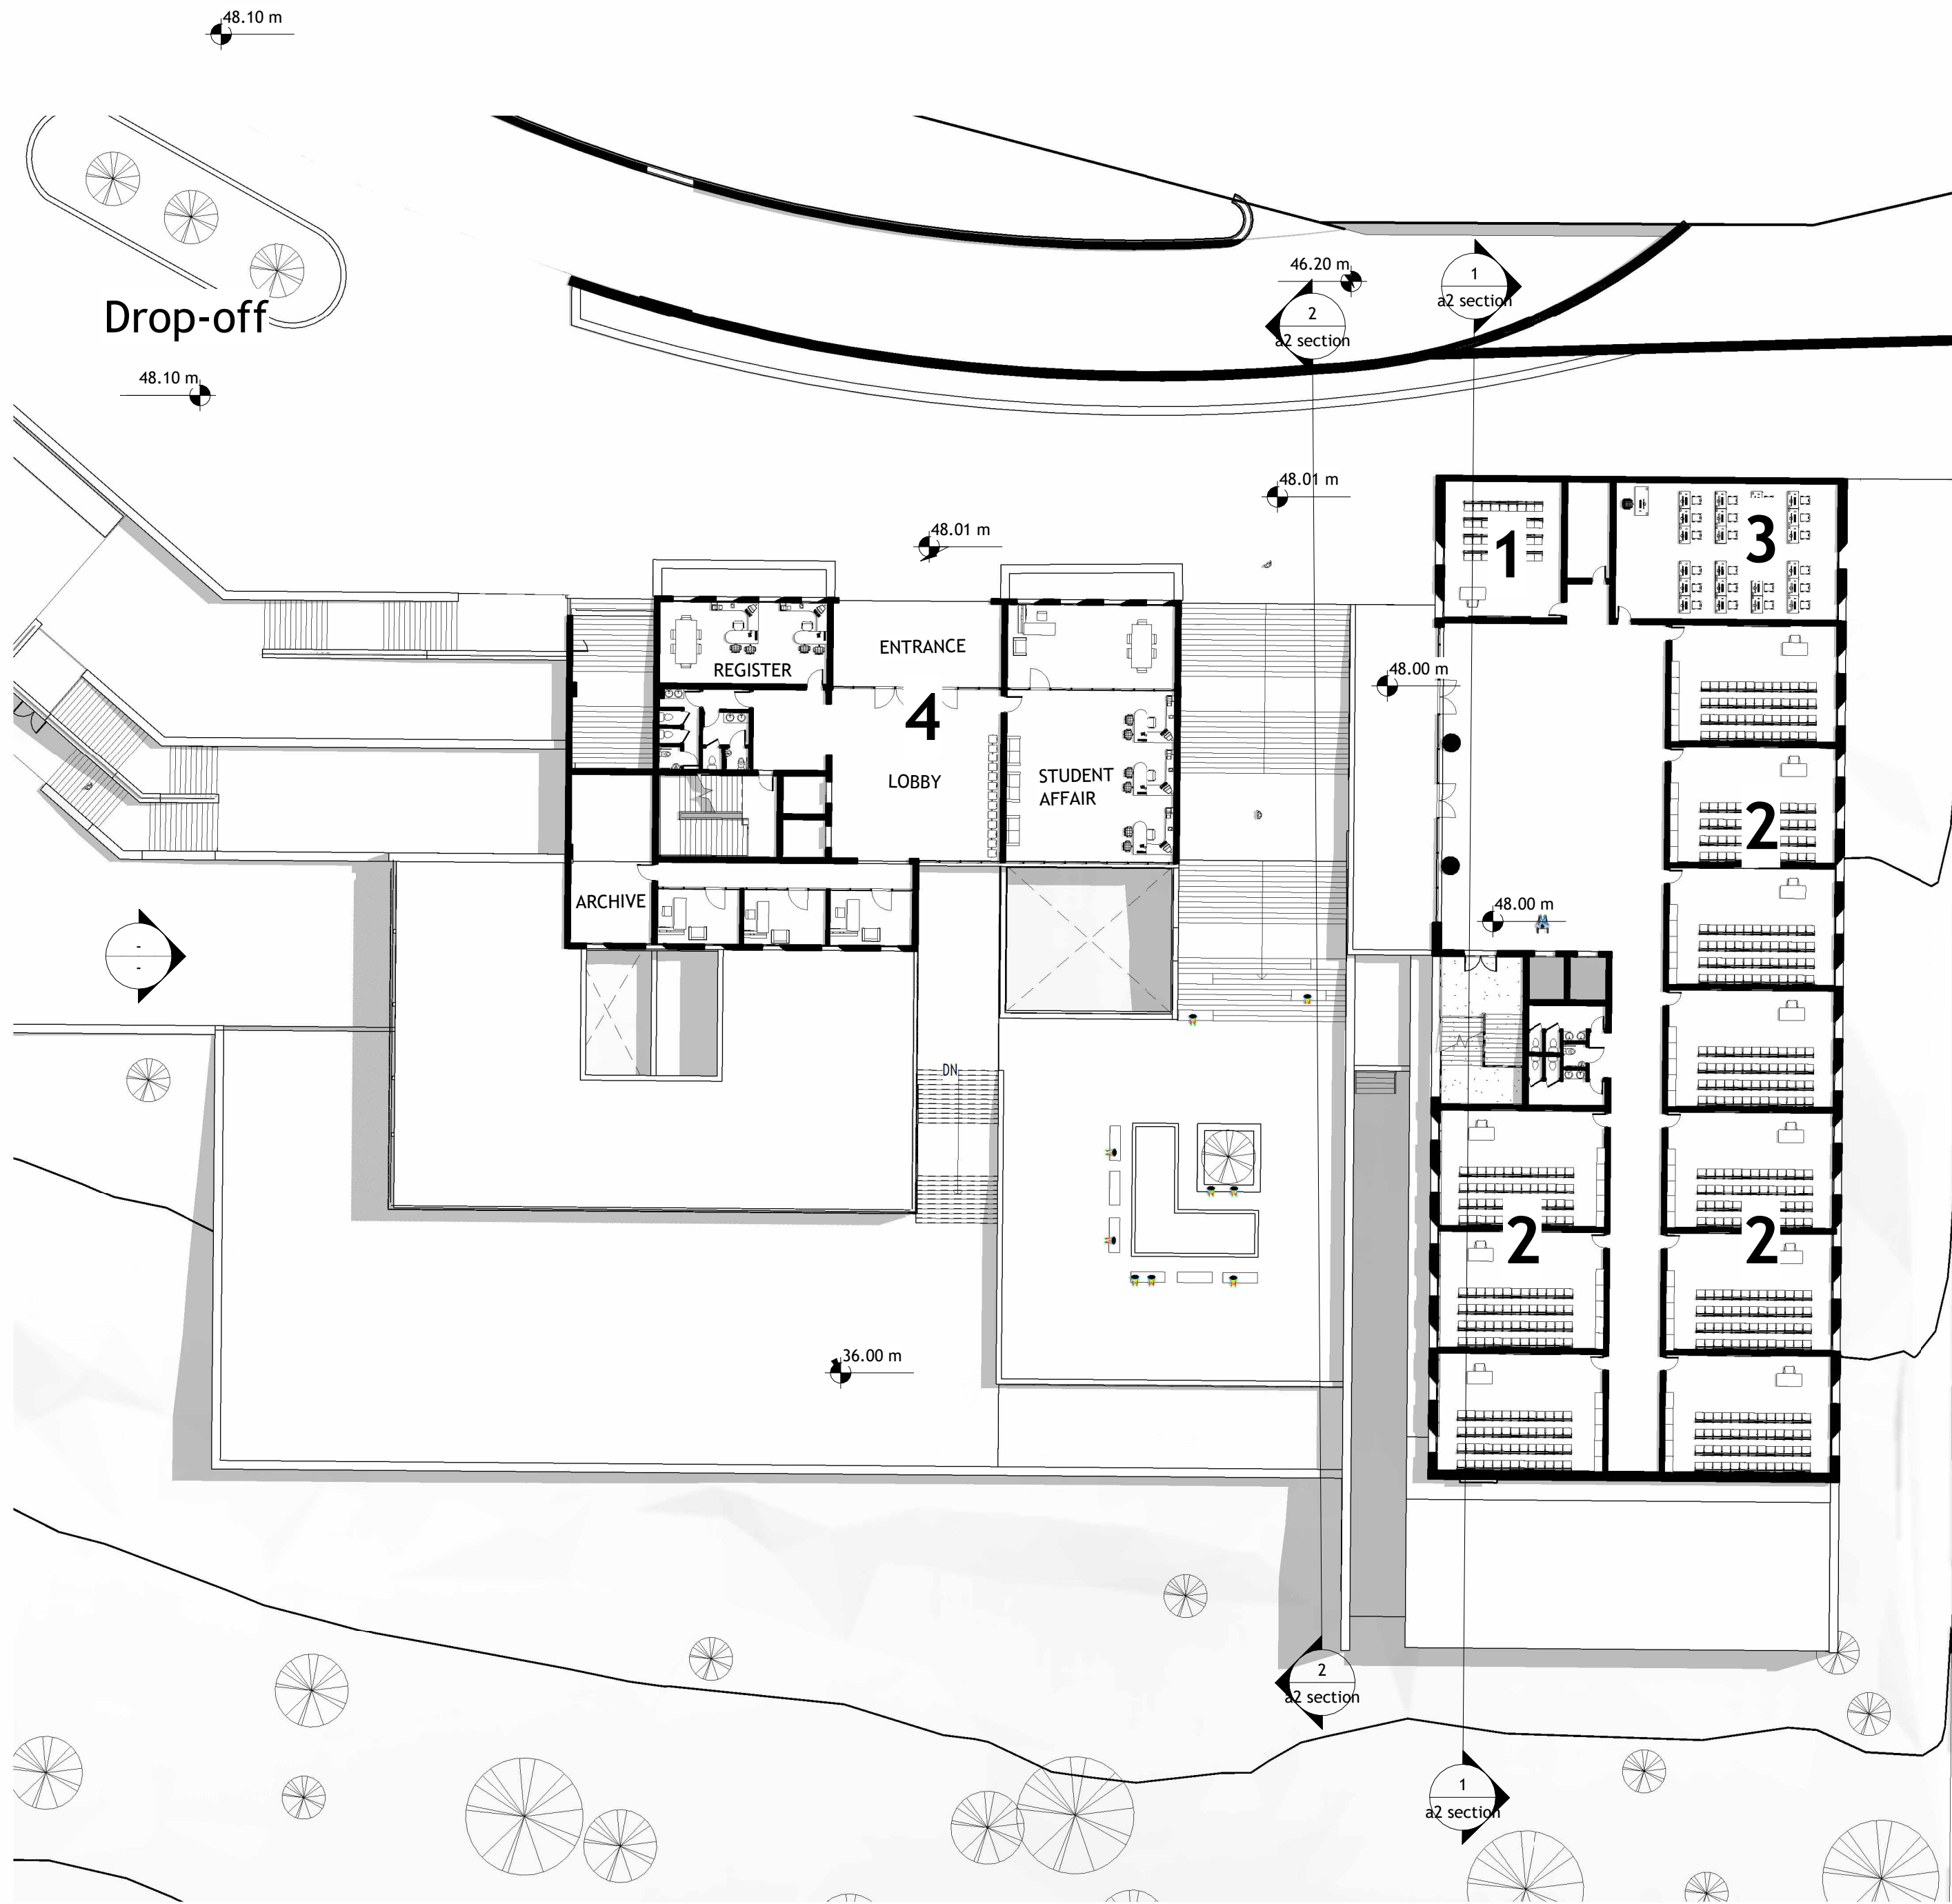 48.10 m
Drop-off
48.10 m
46.20 m
1
a2 section
2
a2 section
48.01 m
48.01 m
1
3
REGISTER
ENTRANCE
48.00 m
4
LOBBY
STUDENT
AFFAIR
2
ARCHIVE
48.00 m
-
-
DN
2
2
36.00 m
2
a2 section
1
a2 section